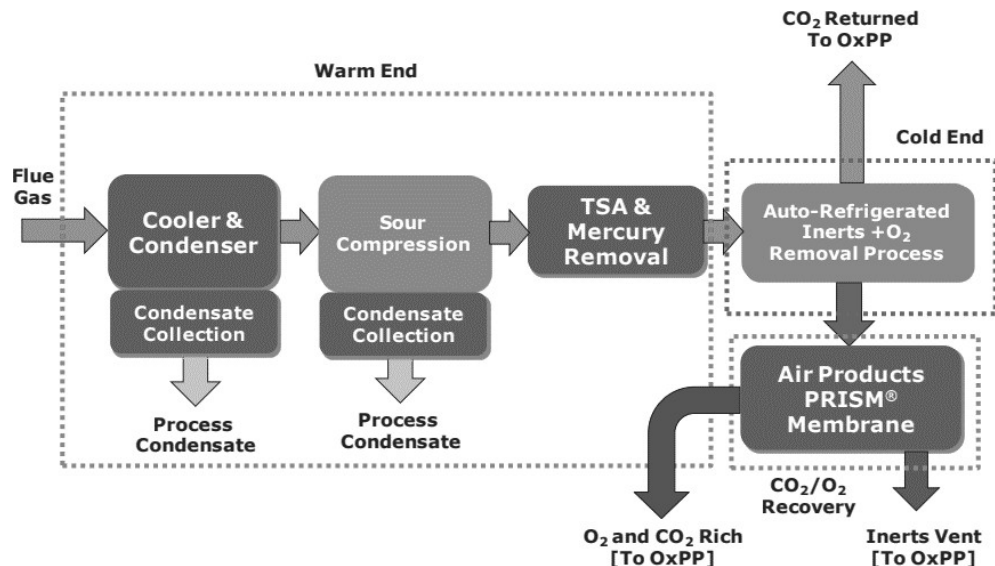 CO₂ Returned
To OxPP
Warm End
Cold End
Flue
Gas
Cooler &
Condenser
Sour
Compression
TSA &
Mercury
Removal
Auto-Refrigerated
Inerts +O₂
Removal Process
Condensate
Collection
Condensate
Collection
Process
Condensate
Process
Condensate
Air Products
PRISM®
Membrane
CO₂/O₂
Recovery
O₂ and CO₂ Rich
[To OxPP]
Inerts Vent
[To OxPP]